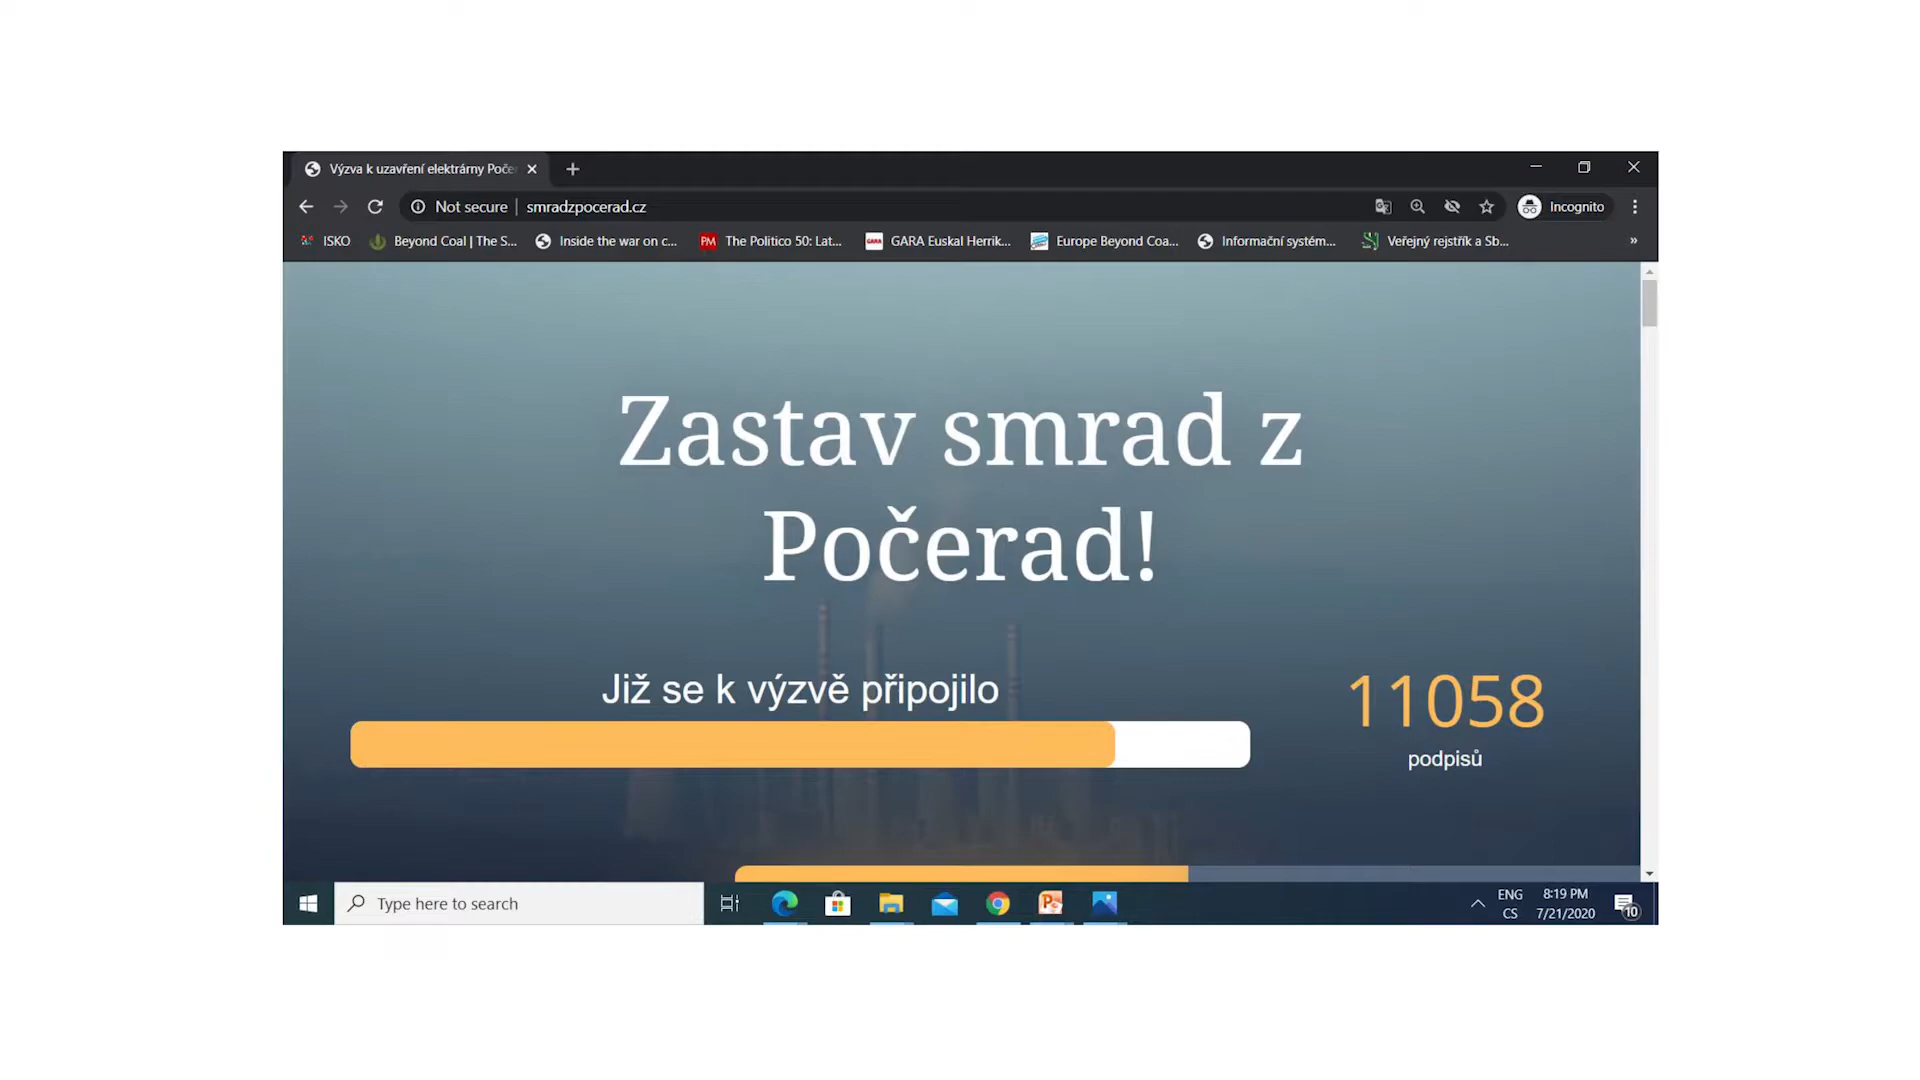 Výzva k uzavření elektrárny Poče
Not secure | smradzpocerad.cz
Incognito
ISKO
Beyond Coal | The S...
Inside the war on c...
PM
The Politico 50: Lat...
GARA
GARA Euskal Herrik...
Europe Beyond Coa...
Informační systém...
Veřejný rejstřík a Sb...
»
Zastav smrad z
Počerad!
Již se k výzvě připojilo
11058
podpisů
Type here to search
ENG
CS
8:19 PM
7/21/2020
10